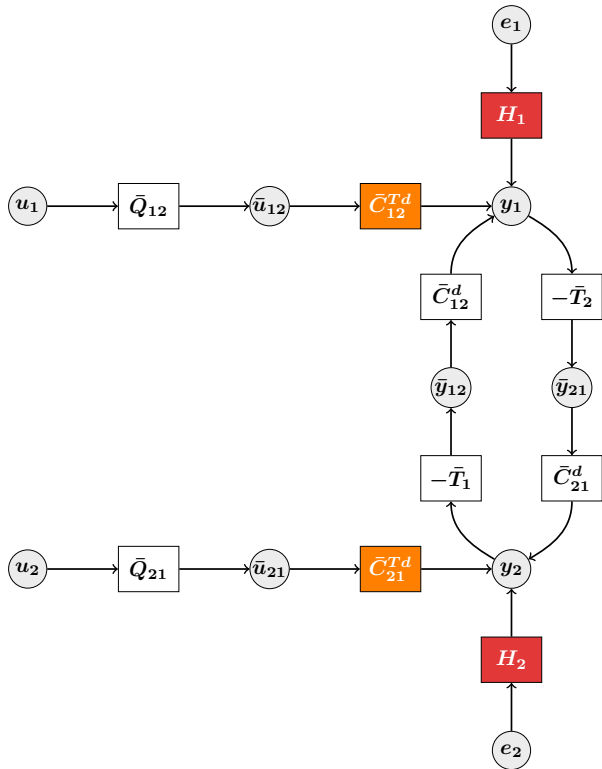 e₁
H₁
u₁ Q̄₁₂ ū₁₂ C̄₁₂ᵀᵈ y₁
C̄₁₂ᵈ −T̄₂
ȳ₁₂ ȳ₂₁
−T̄₁ C̄₂₁ᵈ
u₂ Q̄₂₁ ū₂₁ C̄₂₁ᵀᵈ y₂
H₂
e₂